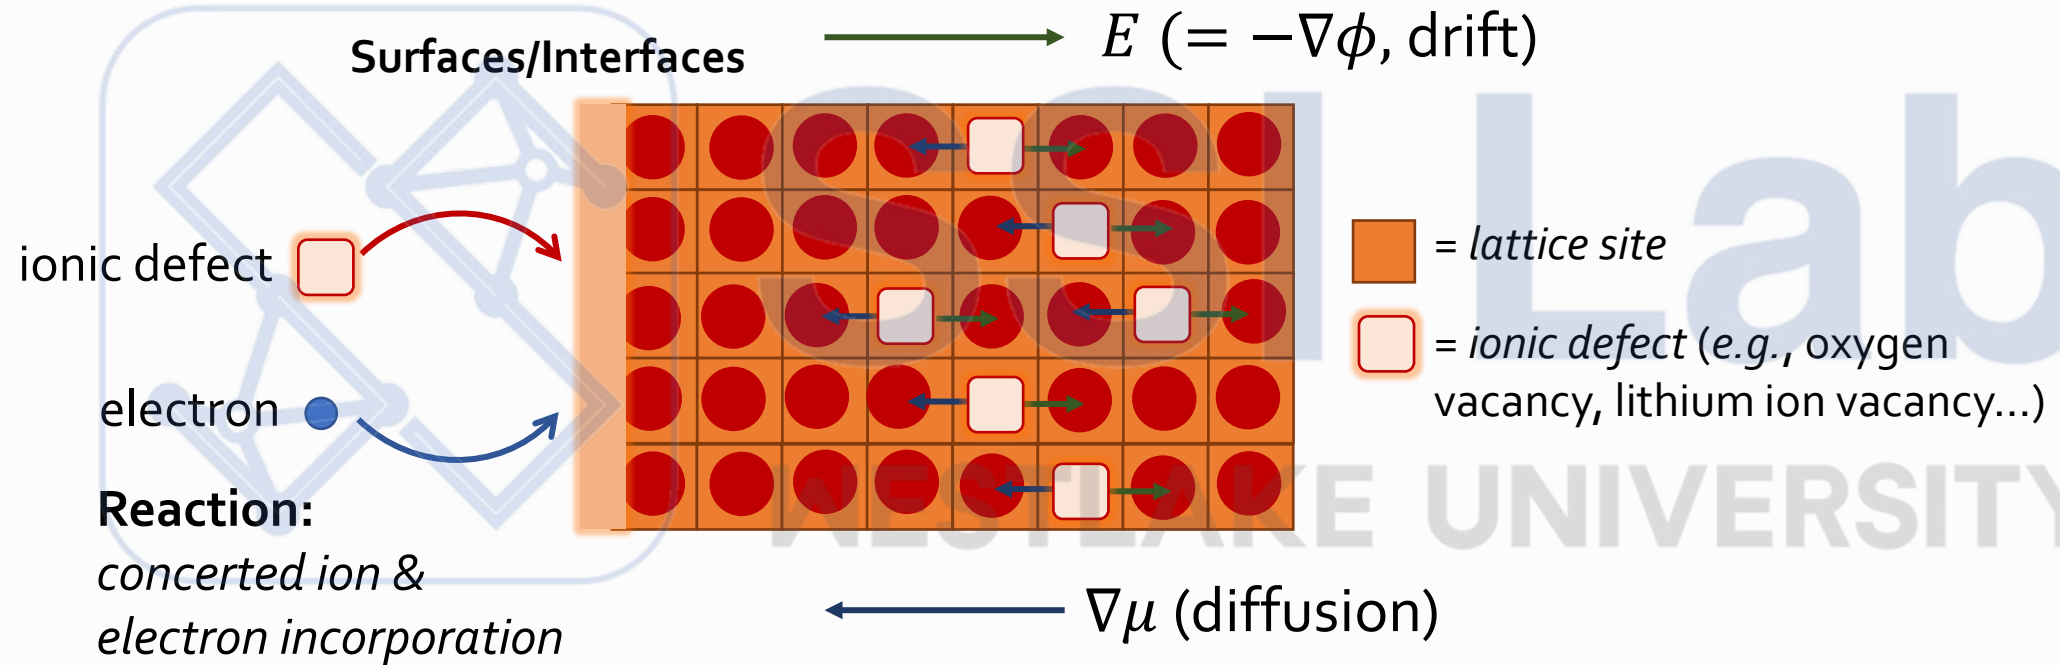 Surfaces/Interfaces
E (= −∇ϕ, drift)
ionic defect
electron
Reaction:
concerted ion &
electron incorporation
= lattice site
= ionic defect (e.g., oxygen
vacancy, lithium ion vacancy...)
∇μ (diffusion)
SSI Lab
WESTLAKE UNIVERSITY